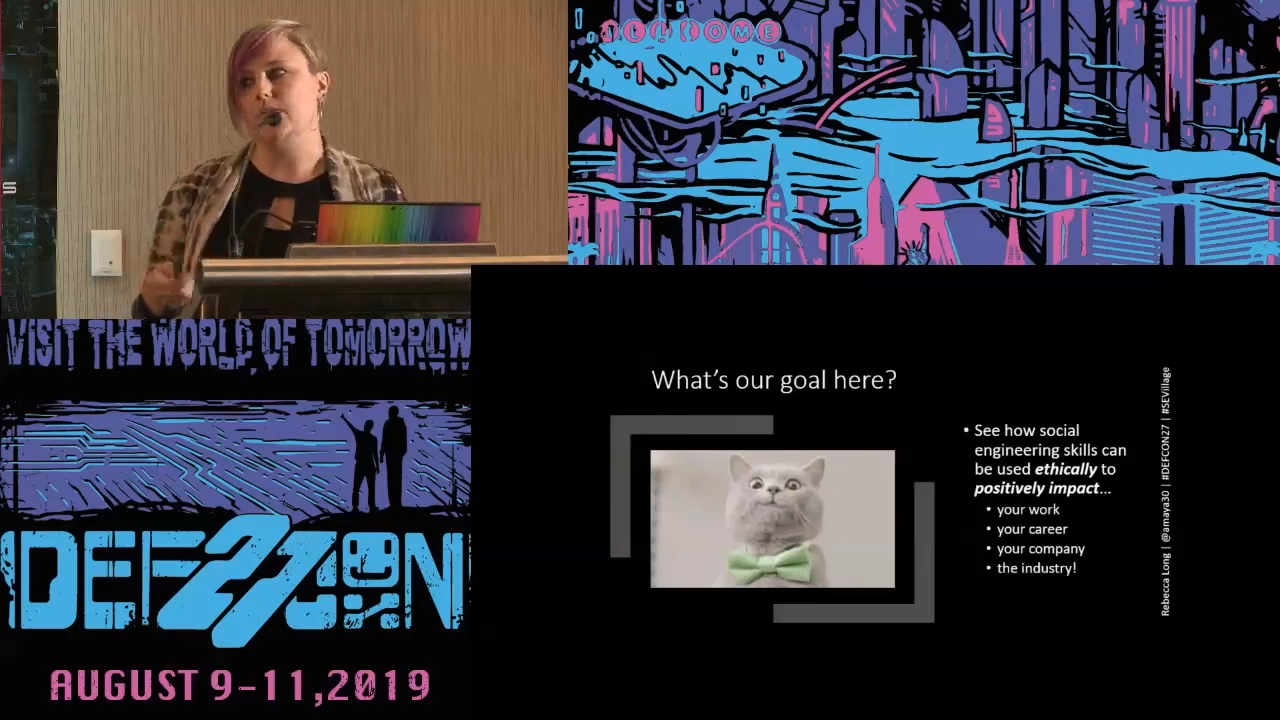 WELCOME
VISIT THE WORLD OF TOMORROW
DEFCON
27
AUGUST 9-11,2019
What's our goal here?
• See how social
engineering skills can
be used ethically to
positively impact...
• your work
• your career
• your company
• the industry!
Rebecca Long | @amaya30 | #DEFCON27 | #SEVillage